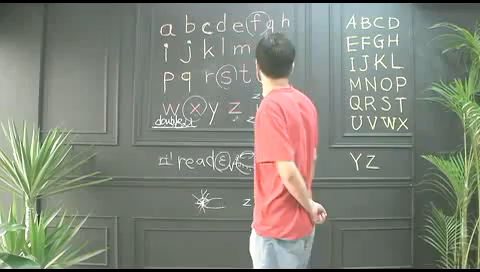 a b c d e f g h
i j k l m
p q r s t
w x y z
double u
read
z
A B C D
E F G H
I J K L
M N O P
Q R S T
U V W X
Y Z